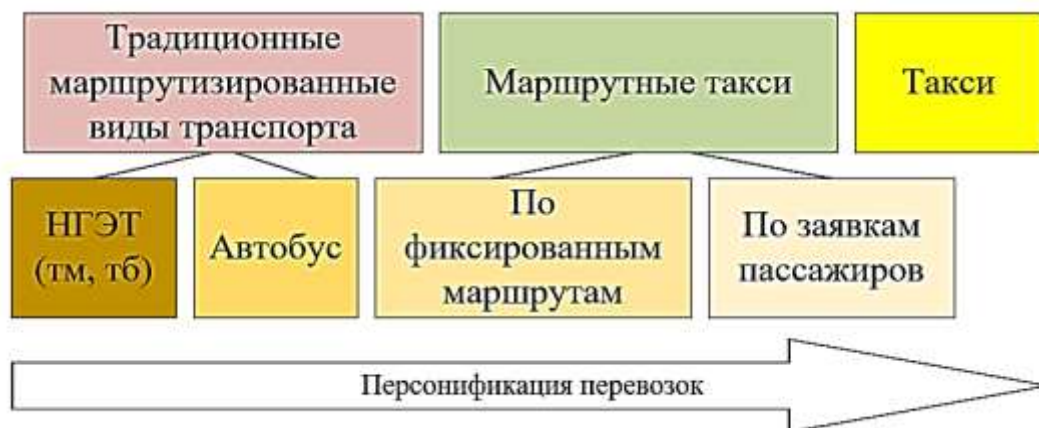 Традиционные
маршрутизированные
виды транспорта
Маршрутные такси
Такси
НГЭТ
(тм, тб)
Автобус
По
фиксированным
маршрутам
По заявкам
пассажиров
Персонификация перевозок